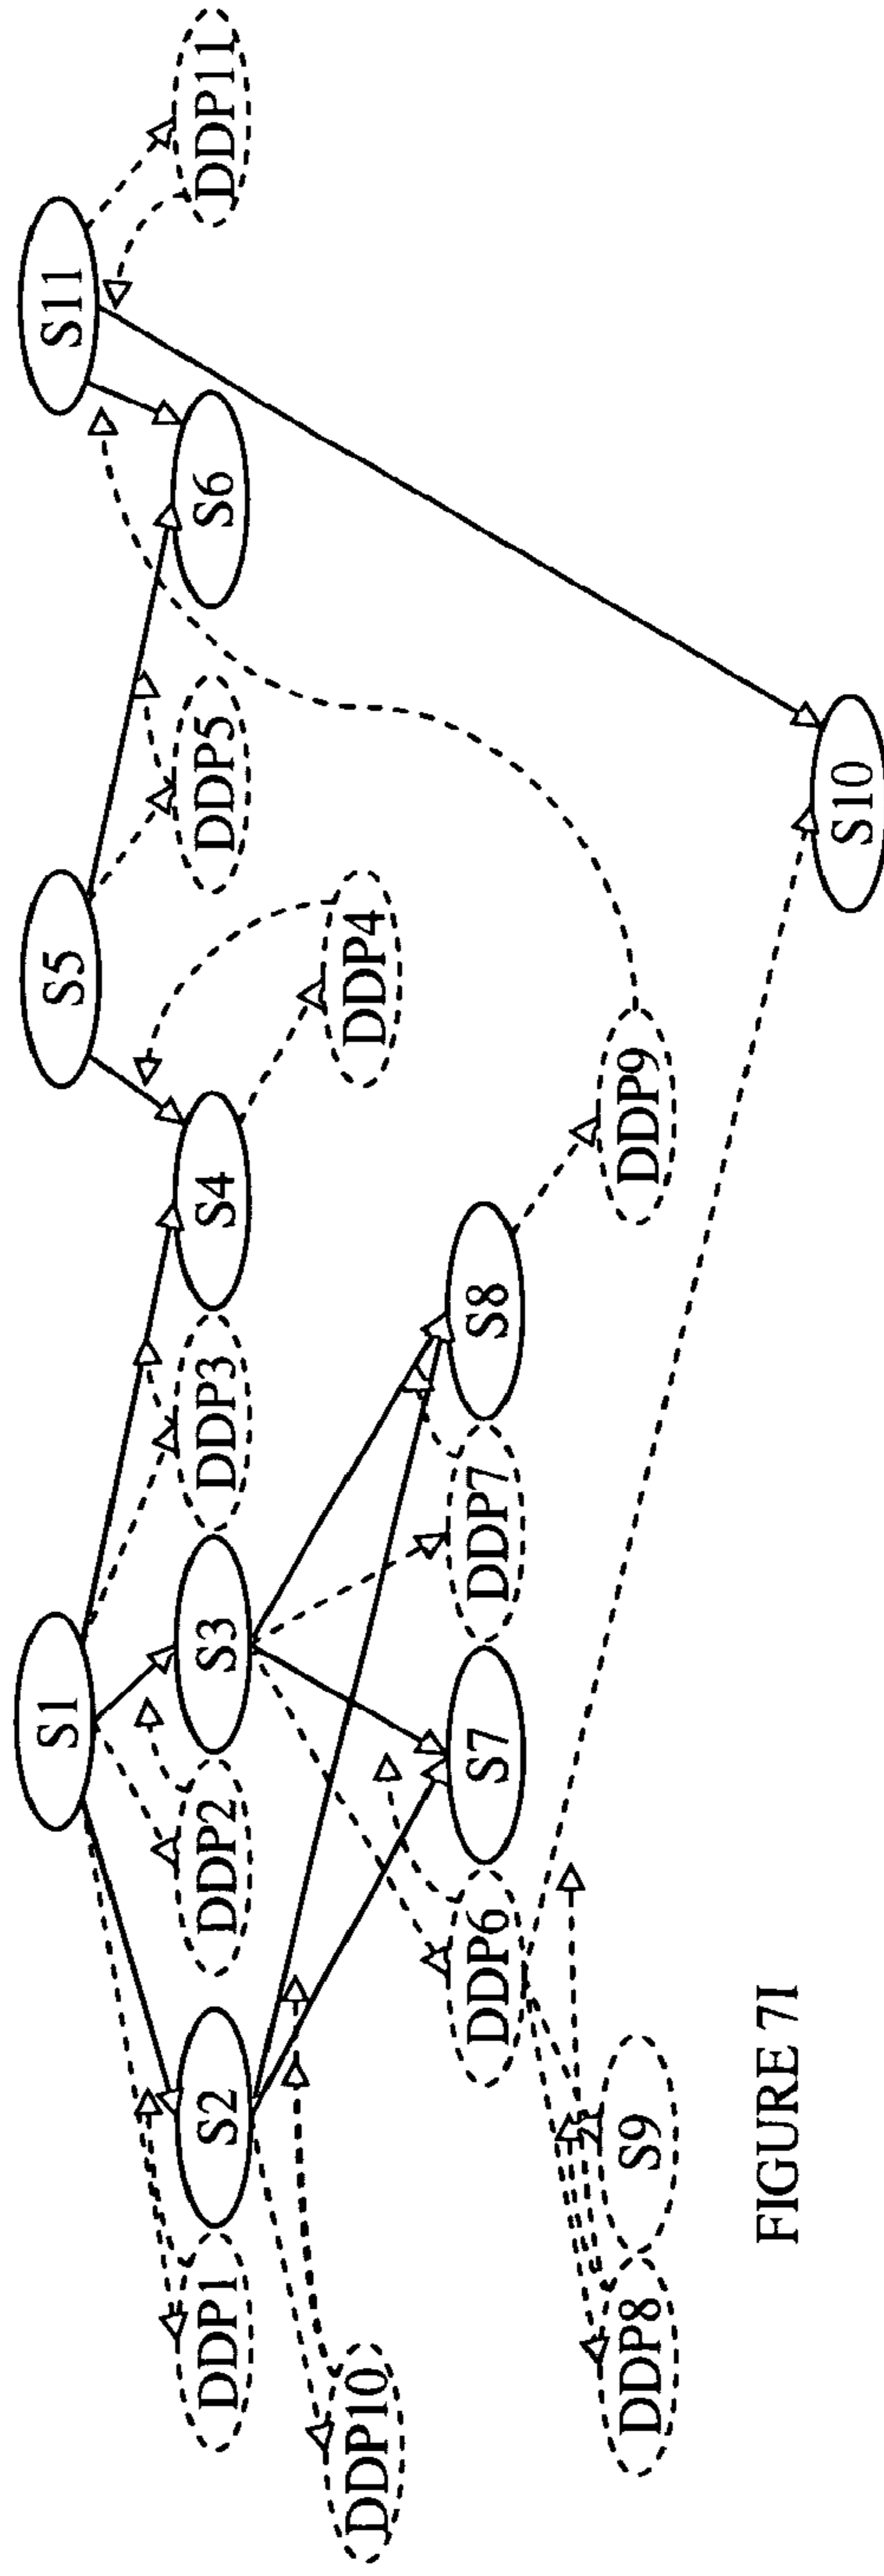 S1
S5
S11
DDP1
S2
DDP2
S3
DDP3
S4
DDP5
S6
DDP11
DDP10
DDP4
DDP6
S7
DDP7
S8
DDP8
S9
DDP9
S10
FIGURE 7I